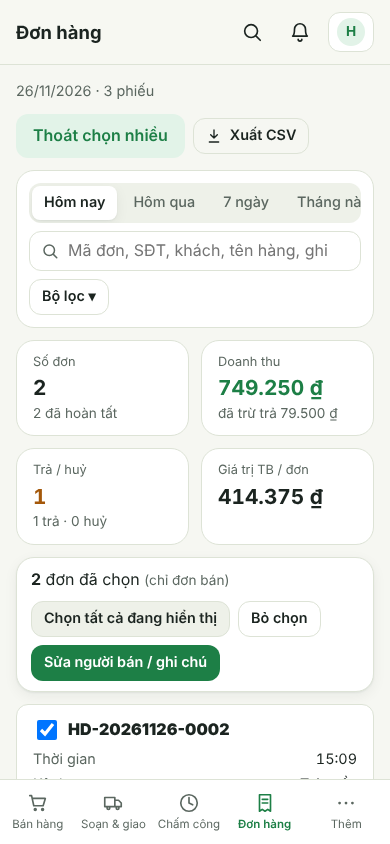 Đơn hàng
H
26/11/2026 · 3 phiếu
Thoát chọn nhiều
Xuất CSV
Hôm nay
Hôm qua
7 ngày
Tháng nà
Mã đơn, SĐT, khách, tên hàng, ghi
Bộ lọc ▾
Số đơn
2
2 đã hoàn tất
Doanh thu
749.250 ₫
đã trừ trả 79.500 ₫
Trả / huỷ
1
1 trả · 0 huỷ
Giá trị TB / đơn
414.375 ₫
2 đơn đã chọn (chỉ đơn bán)
Chọn tất cả đang hiển thị
Bỏ chọn
Sửa người bán / ghi chú
HD-20261126-0002
Thời gian
15:09
Bán hàng
Soạn & giao
Chấm công
Đơn hàng
Thêm